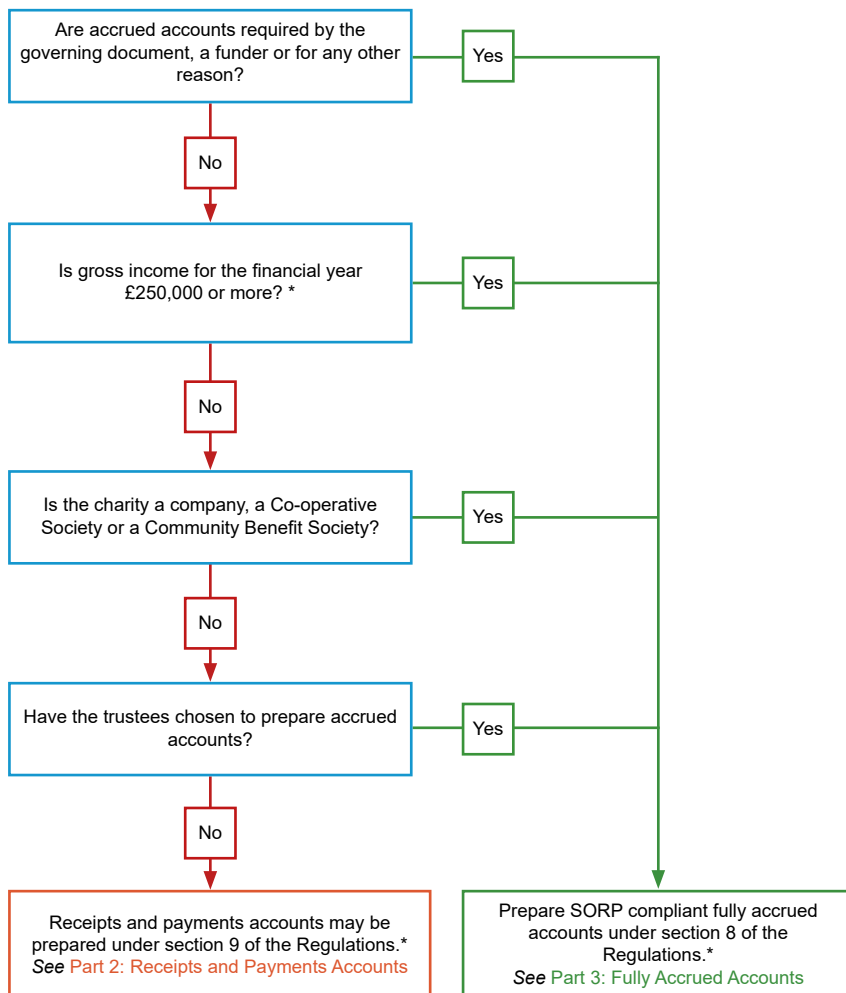 Are accrued accounts required by the
governing document, a funder or for any other
reason?
Yes
No
Is gross income for the financial year
£250,000 or more? *
Yes
No
Is the charity a company, a Co-operative
Society or a Community Benefit Society?
Yes
No
Have the trustees chosen to prepare accrued
accounts?
Yes
No
Receipts and payments accounts may be
prepared under section 9 of the Regulations.*
See Part 2: Receipts and Payments Accounts
Prepare SORP compliant fully accrued
accounts under section 8 of the
Regulations.*
See Part 3: Fully Accrued Accounts